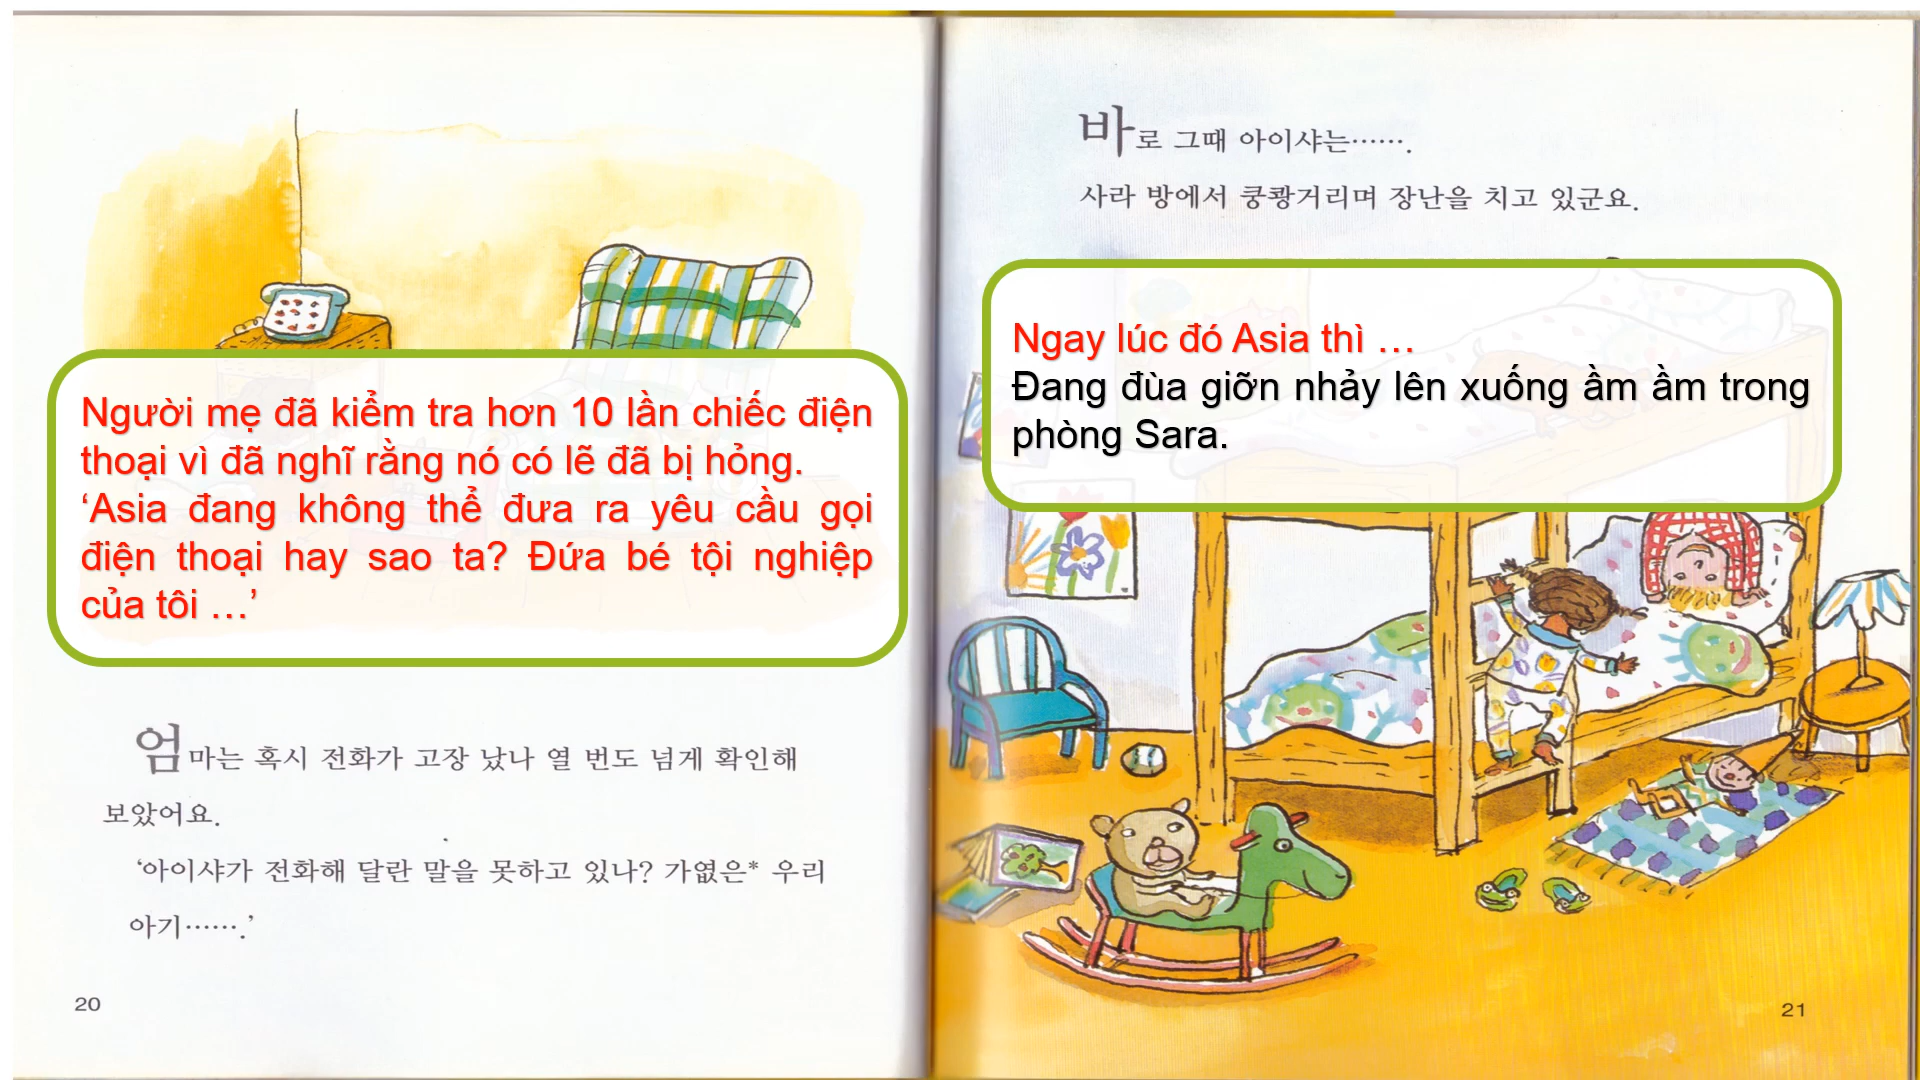 Người mẹ đã kiểm tra hơn 10 lần chiếc điện
thoại vì đã nghĩ rằng nó có lẽ đã bị hỏng.
‘Asia đang không thể đưa ra yêu cầu gọi
điện thoại hay sao ta? Đứa bé tội nghiệp
của tôi …’
엄마는 혹시 전화가 고장 났나 열 번도 넘게 확인해
보았어요.
‘아이샤가 전화해 달란 말을 못하고 있나? 가엾은* 우리
아기…….’
20
바로 그때 아이샤는…….
사라 방에서 쿵쾅거리며 장난을 치고 있군요.
Ngay lúc đó Asia thì …
Đang đùa giỡn nhảy lên xuống ầm ầm trong
phòng Sara.
21